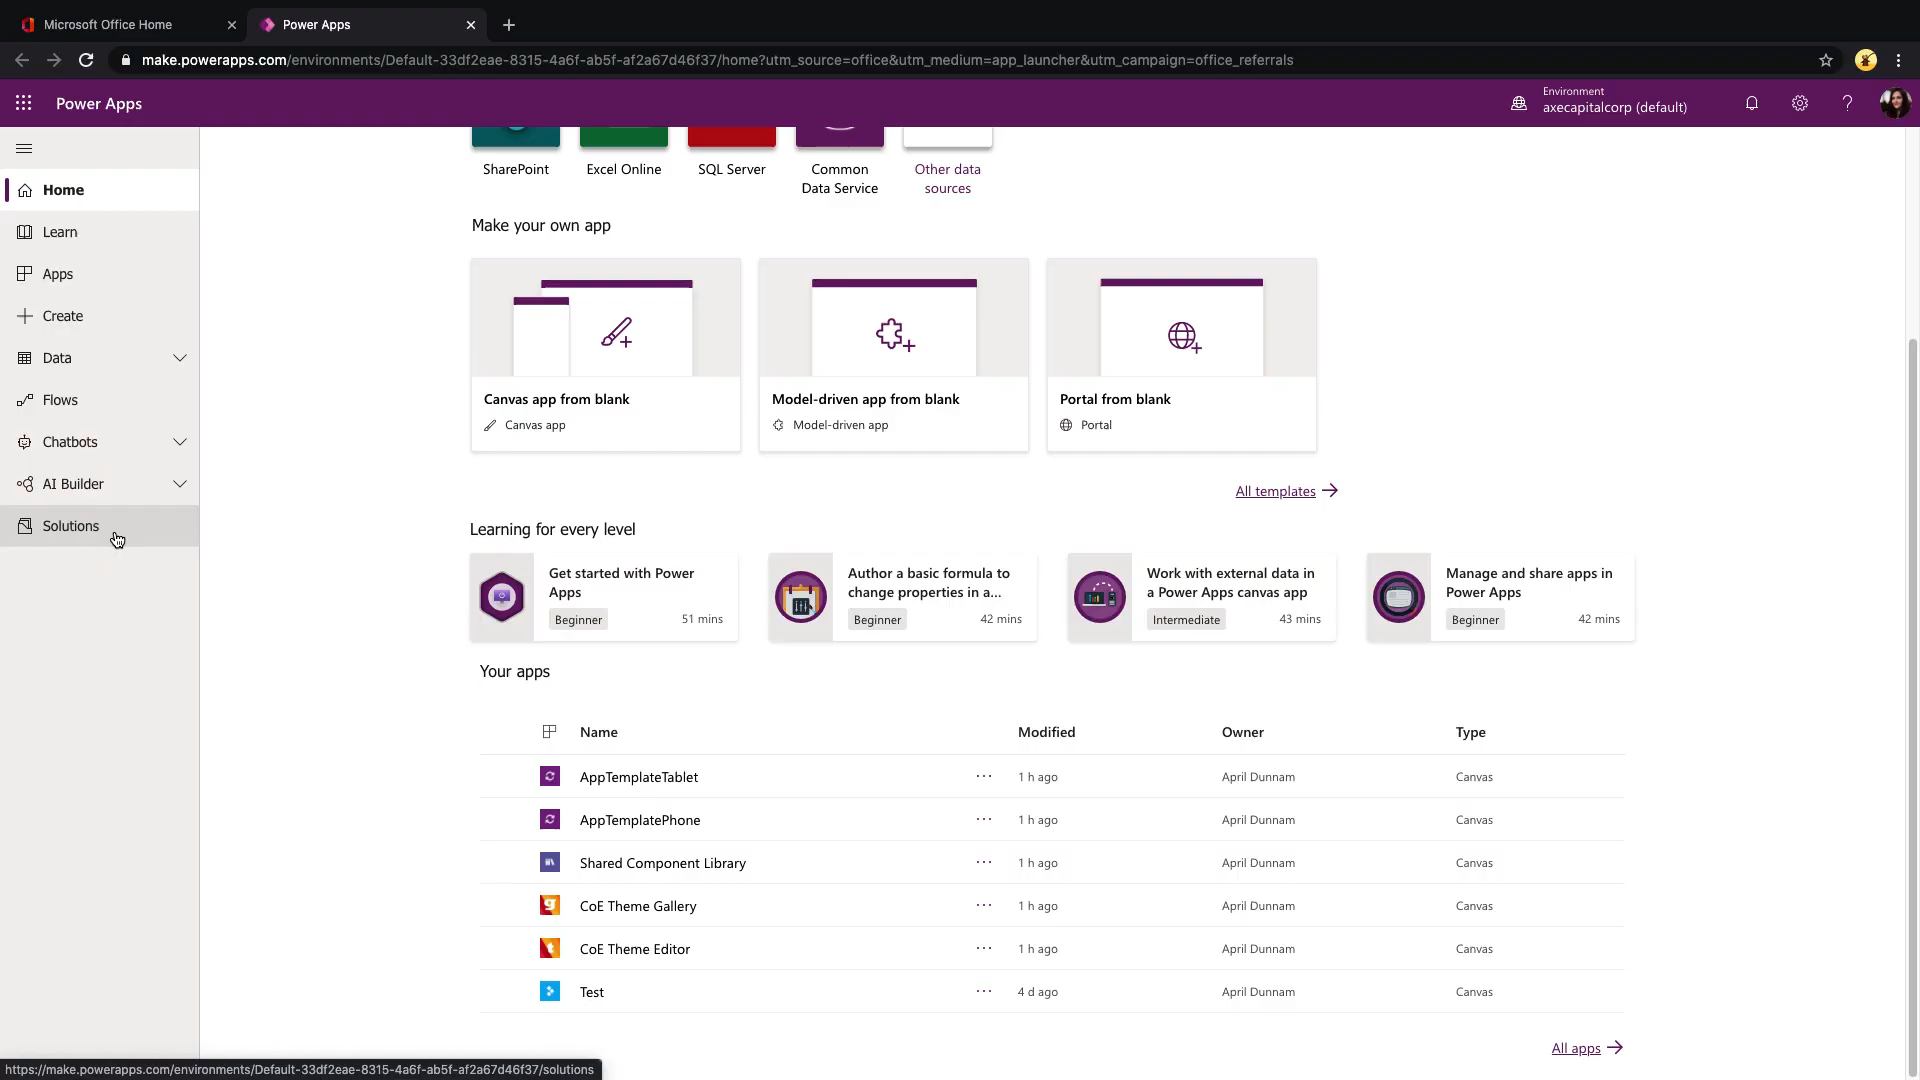 Microsoft Office Home
Power Apps
make.powerapps.com/environments/Default-33df2eae-8315-4a6f-ab5f-af2a67d46f37/home?utm_source=office&utm_medium=app_launcher&utm_campaign=office_referrals
Power Apps
Environment
axecapitalcorp (default)
Home
Learn
Apps
Create
Data
Flows
Chatbots
AI Builder
Solutions
SharePoint
Excel Online
SQL Server
Common
Data Service
Other data
sources
Make your own app
Canvas app from blank
Canvas app
Model-driven app from blank
Model-driven app
Portal from blank
Portal
All templates
Learning for every level
Get started with Power
Apps
Beginner 51 mins
Author a basic formula to
change properties in a...
Beginner 42 mins
Work with external data in
a Power Apps canvas app
Intermediate 43 mins
Manage and share apps in
Power Apps
Beginner 42 mins
Your apps
Name Modified Owner Type
AppTemplateTablet ... 1 h ago April Dunnam Canvas
AppTemplatePhone ... 1 h ago April Dunnam Canvas
Shared Component Library ... 1 h ago April Dunnam Canvas
CoE Theme Gallery ... 1 h ago April Dunnam Canvas
CoE Theme Editor ... 1 h ago April Dunnam Canvas
Test ... 4 d ago April Dunnam Canvas
All apps
https://make.powerapps.com/environments/Default-33df2eae-8315-4a6f-ab5f-af2a67d46f37/solutions